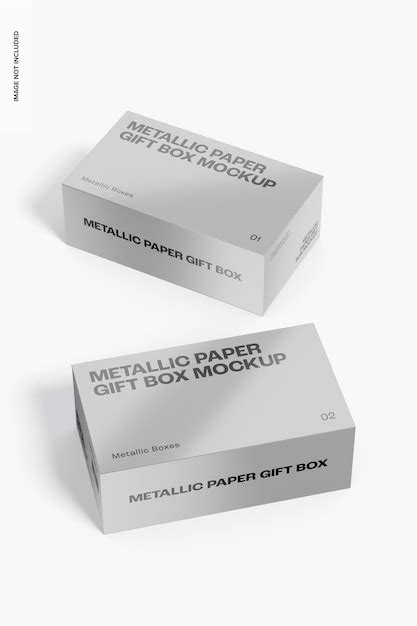 IMAGE NOT INCLUDED
METALLIC PAPER
GIFT BOX MOCKUP
Metallic Boxes
01
METALLIC PAPER GIFT BOX
METALLIC PAPER
GIFT BOX MOCKUP
Metallic Boxes
02
METALLIC PAPER GIFT BOX